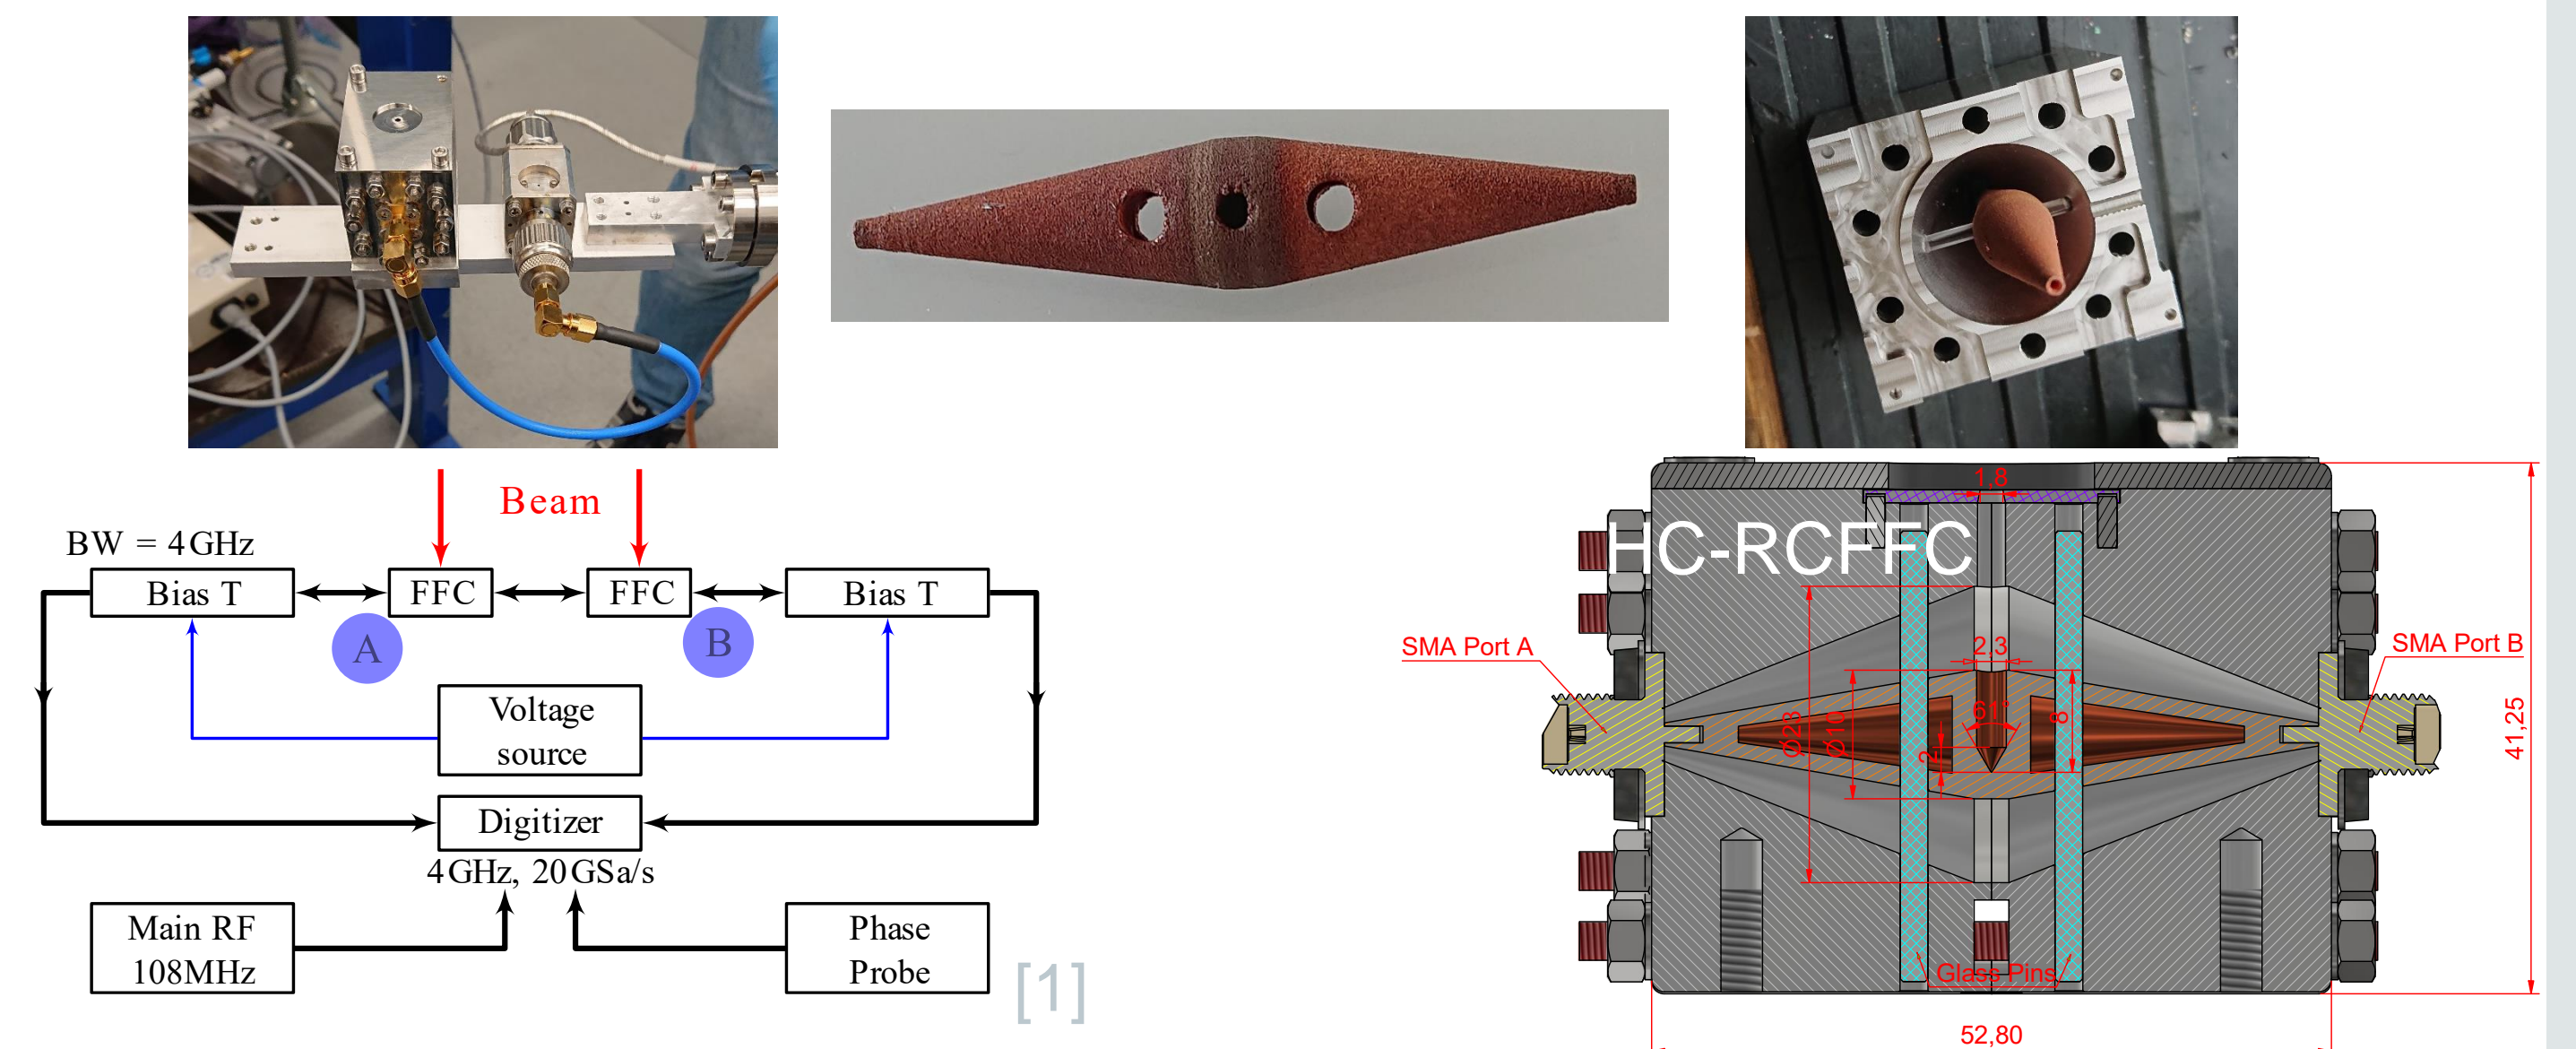 Beam
BW = 4GHz
Bias T
FFC
FFC
Bias T
A
B
Voltage
source
Digitizer
4GHz, 20GSa/s
Main RF
108MHz
Phase
Probe
[1]
1,8
HC-RCFFC
SMA Port A
2,3
SMA Port B
61°
Ø23
Ø10
2
8
41,25
Glass Pins
52,80